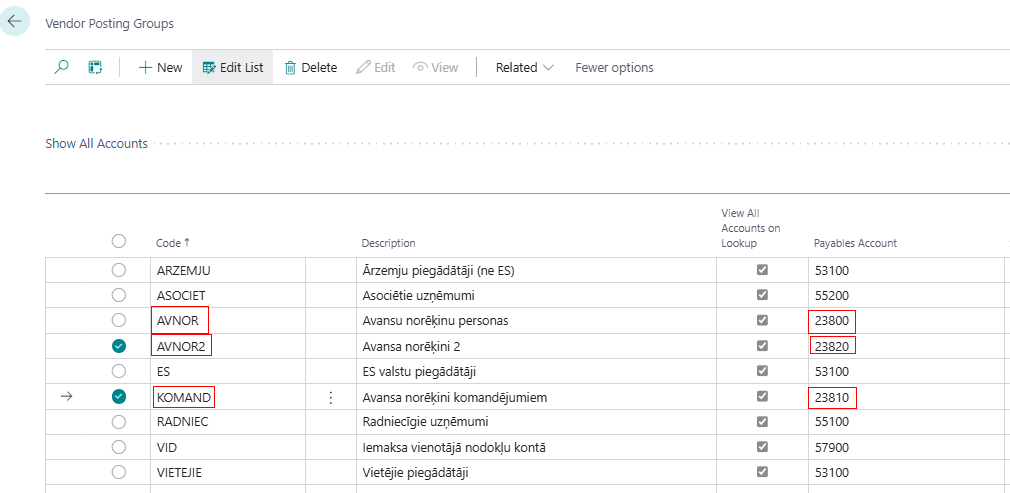 Vendor Posting Groups
New Edit List Delete Edit View Related Fewer options
Show All Accounts
Code ↑ Description View All Accounts on Lookup Payables Account
ARZEMJU Ārzemju piegādātāji (ne ES) 53100
ASOCIET Asociētie uzņēmumi 55200
AVNOR Avansu norēķinu personas 23800
AVNOR2 Avansa norēķini 2 23820
ES ES valstu piegādātāji 53100
KOMAND Avansa norēķini komandējumiem 23810
RADNIEC Radniecīgie uzņēmumi 55100
VID Iemaksa vienotājā nodokļu kontā 57900
VIETEJIE Vietējie piegādātāji 53100